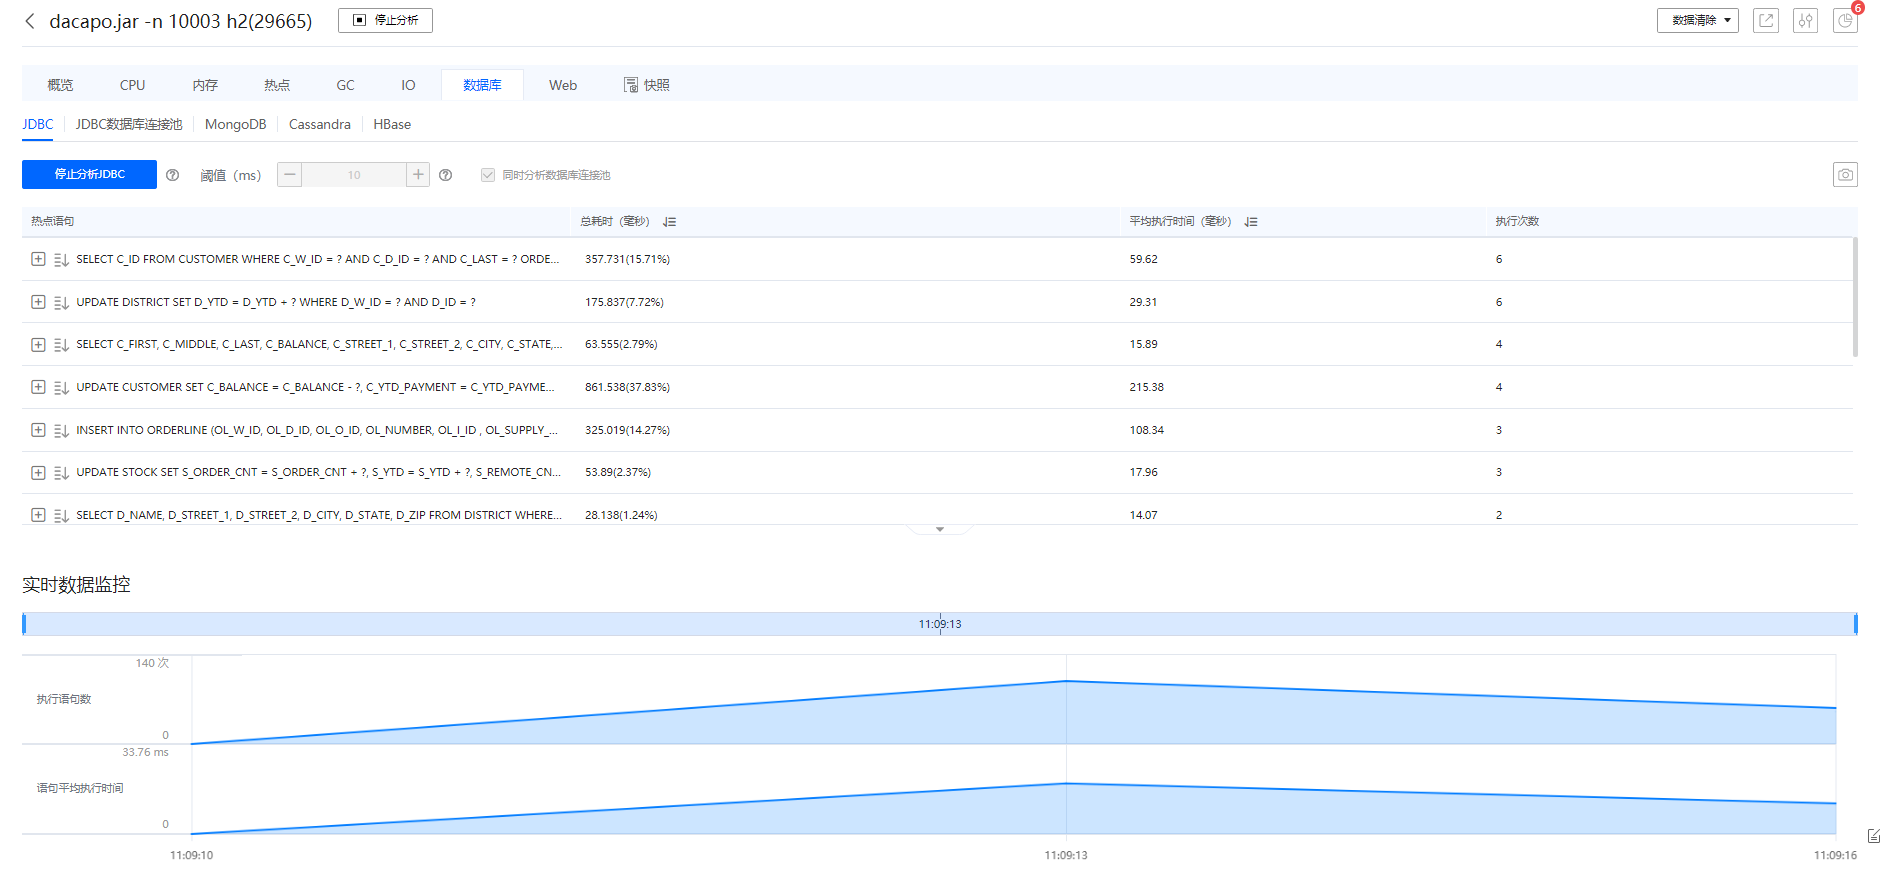 dacapo.jar -n 10003 h2(29665) 停止分析 数据清除 6
概览 CPU 内存 热点 GC IO 数据库 Web 快照
JDBC JDBC数据库连接池 MongoDB Cassandra HBase
停止分析JDBC 阈值（ms） 10 同时分析数据库连接池
热点语句 总耗时（毫秒） 平均执行时间（毫秒） 执行次数
SELECT C_ID FROM CUSTOMER WHERE C_W_ID = ? AND C_D_ID = ? AND C_LAST = ? ORDE... 357.731(15.71%) 59.62 6
UPDATE DISTRICT SET D_YTD = D_YTD + ? WHERE D_W_ID = ? AND D_ID = ? 175.837(7.72%) 29.31 6
SELECT C_FIRST, C_MIDDLE, C_LAST, C_BALANCE, C_STREET_1, C_STREET_2, C_CITY, C_STATE,... 63.555(2.79%) 15.89 4
UPDATE CUSTOMER SET C_BALANCE = C_BALANCE - ?, C_YTD_PAYMENT = C_YTD_PAYME... 861.538(37.83%) 215.38 4
INSERT INTO ORDERLINE (OL_W_ID, OL_D_ID, OL_O_ID, OL_NUMBER, OL_I_ID , OL_SUPPLY_... 325.019(14.27%) 108.34 3
UPDATE STOCK SET S_ORDER_CNT = S_ORDER_CNT + ?, S_YTD = S_YTD + ?, S_REMOTE_CN... 53.89(2.37%) 17.96 3
SELECT D_NAME, D_STREET_1, D_STREET_2, D_CITY, D_STATE, D_ZIP FROM DISTRICT WHERE... 28.138(1.24%) 14.07 2
实时数据监控
11:09:13
140 次
执行语句数
0
33.76 ms
语句平均执行时间
0
11:09:10 11:09:13 11:09:16